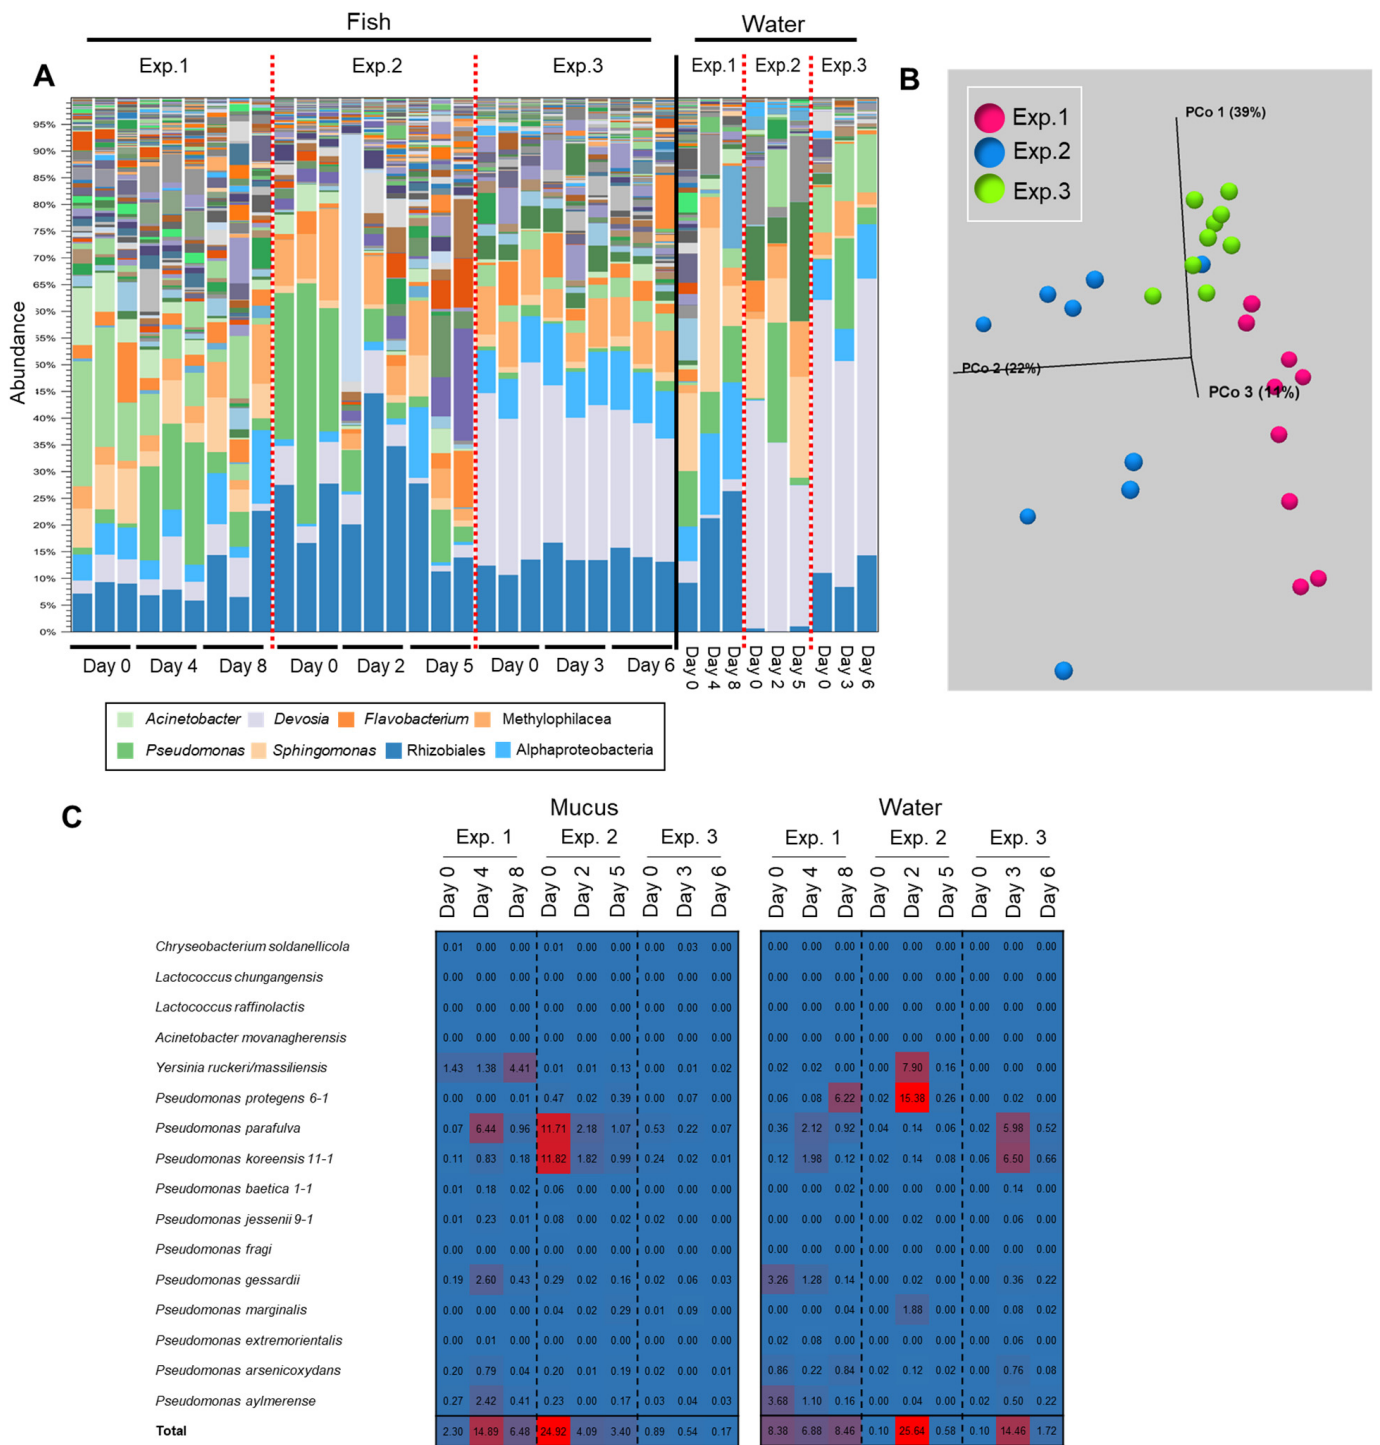 Fish
Water
A
Exp.1
Exp.2
Exp.3
Exp.1
Exp.2
Exp.3
B
Abundance
95%
90%
85%
80%
75%
70%
65%
30%
55%
50%
45%
40%
35%
30%
25%
20%
15%
10%
5%
0%
Day 0
Day 4
Day 8
Day 0
Day 2
Day 5
Day 0
Day 3
Day 6
Day 0
Day 4
Day 8
Day 0
Day 2
Day 5
Day 0
Day 3
Day 6
Acinetobacter Devosia Flavobacterium Methylophilacea
Pseudomonas Sphingomonas Rhizobiales Alphaproteobacteria
Exp.1
Exp.2
Exp.3
PCo 1 (39%)
PCo 2 (22%)
PCo 3 (11%)
C
Mucus Water
Exp. 1 Exp. 2 Exp. 3 Exp. 1 Exp. 2 Exp. 3
Day 0 Day 4 Day 8 Day 0 Day 2 Day 5 Day 0 Day 3 Day 6 Day 0 Day 4 Day 8 Day 0 Day 2 Day 5 Day 0 Day 3 Day 6
Chryseobacterium soldanellicola 0.01 0.00 0.00 0.01 0.00 0.00 0.00 0.03 0.00 0.00 0.00 0.00 0.00 0.00 0.00 0.00 0.00 0.00
Lactococcus chungangensis 0.00 0.00 0.00 0.00 0.00 0.00 0.00 0.00 0.00 0.00 0.00 0.00 0.00 0.00 0.00 0.00 0.00 0.00
Lactococcus raffinolactis 0.00 0.00 0.00 0.00 0.00 0.00 0.00 0.00 0.00 0.00 0.00 0.00 0.00 0.00 0.00 0.00 0.00 0.00
Acinetobacter movanagherensis 0.00 0.00 0.00 0.00 0.00 0.00 0.00 0.00 0.00 0.00 0.00 0.00 0.00 0.00 0.00 0.00 0.00 0.00
Yersinia ruckeri/massiliensis 1.43 1.38 4.41 0.01 0.01 0.13 0.00 0.01 0.02 0.02 0.02 0.00 0.00 7.90 0.16 0.00 0.00 0.00
Pseudomonas protegens 6-1 0.00 0.00 0.01 0.47 0.02 0.39 0.00 0.07 0.00 0.06 0.08 6.22 0.02 15.38 0.26 0.00 0.00 0.00
Pseudomonas parafulva 0.07 6.44 0.96 11.71 2.18 1.07 0.53 0.22 0.07 0.36 2.12 0.92 0.04 0.14 0.06 0.02 5.98 0.52
Pseudomonas koreensis 11-1 0.11 0.83 0.18 11.82 1.82 0.99 0.24 0.02 0.01 0.12 1.98 0.12 0.02 0.14 0.08 0.06 6.50 0.66
Pseudomonas baetica 1-1 0.01 0.18 0.02 0.06 0.00 0.00 0.00 0.00 0.00 0.00 0.00 0.02 0.00 0.00 0.00 0.00 0.14 0.00
Pseudomonas jessenii 9-1 0.01 0.23 0.01 0.08 0.00 0.02 0.02 0.00 0.00 0.00 0.00 0.00 0.00 0.02 0.00 0.00 0.06 0.00
Pseudomonas fragi 0.00 0.00 0.00 0.00 0.00 0.00 0.00 0.00 0.00 0.00 0.00 0.00 0.00 0.00 0.00 0.00 0.00 0.00
Pseudomonas gessardii 0.19 2.60 0.43 0.29 0.02 0.16 0.02 0.06 0.03 3.26 1.28 0.14 0.00 0.02 0.00 0.00 0.36 0.22
Pseudomonas marginalis 0.00 0.00 0.00 0.04 0.02 0.29 0.01 0.09 0.00 0.00 0.00 0.04 0.00 1.88 0.00 0.00 0.08 0.02
Pseudomonas extremorientalis 0.00 0.01 0.00 0.00 0.00 0.00 0.00 0.00 0.00 0.02 0.08 0.00 0.00 0.00 0.00 0.00 0.06 0.00
Pseudomonas arsenicoxydans 0.20 0.79 0.04 0.20 0.01 0.19 0.02 0.00 0.01 0.86 0.22 0.84 0.02 0.12 0.02 0.00 0.76 0.08
Pseudomonas aylmerense 0.27 2.42 0.41 0.23 0.00 0.17 0.03 0.04 0.03 3.68 1.10 0.16 0.00 0.04 0.00 0.02 0.50 0.22
Total 2.30 14.89 6.48 24.92 4.09 3.40 0.89 0.54 0.17 8.38 6.88 8.46 0.10 25.64 0.58 0.10 14.46 1.72